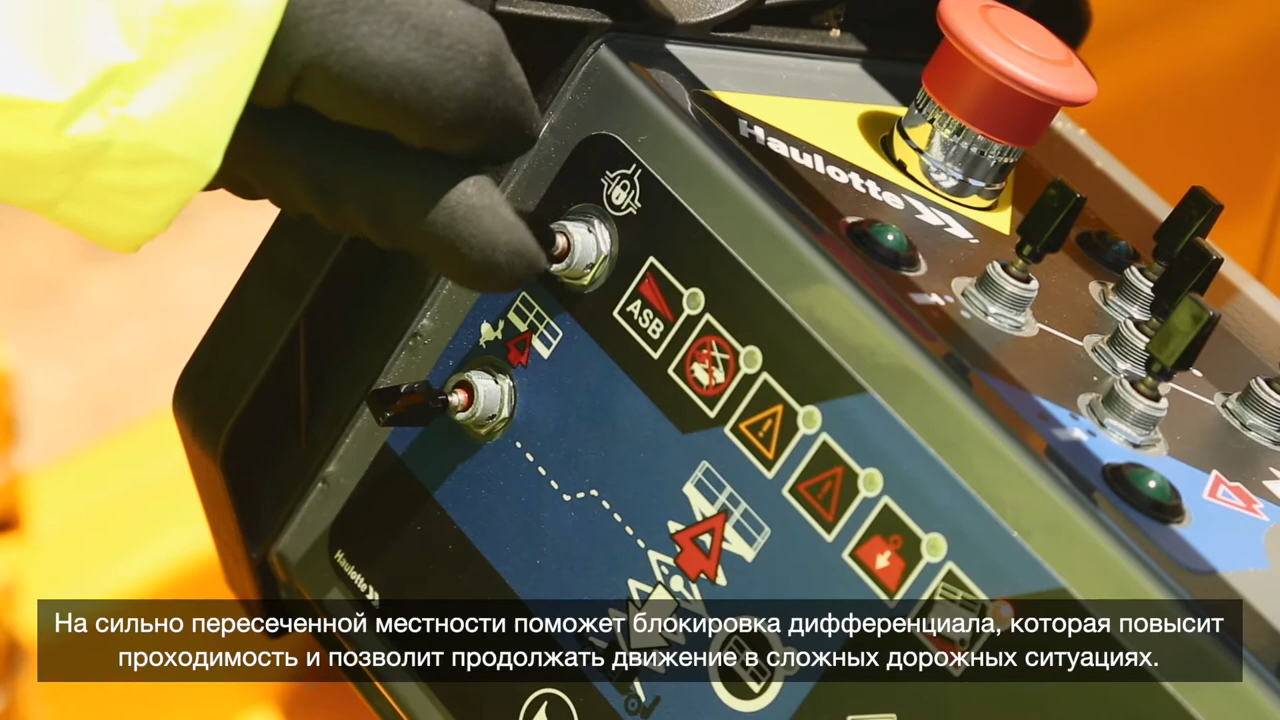 Haulotte
ASB
Haulotte
На сильно пересеченной местности поможет блокировка дифференциала, которая повысит
проходимость и позволит продолжать движение в сложных дорожных ситуациях.